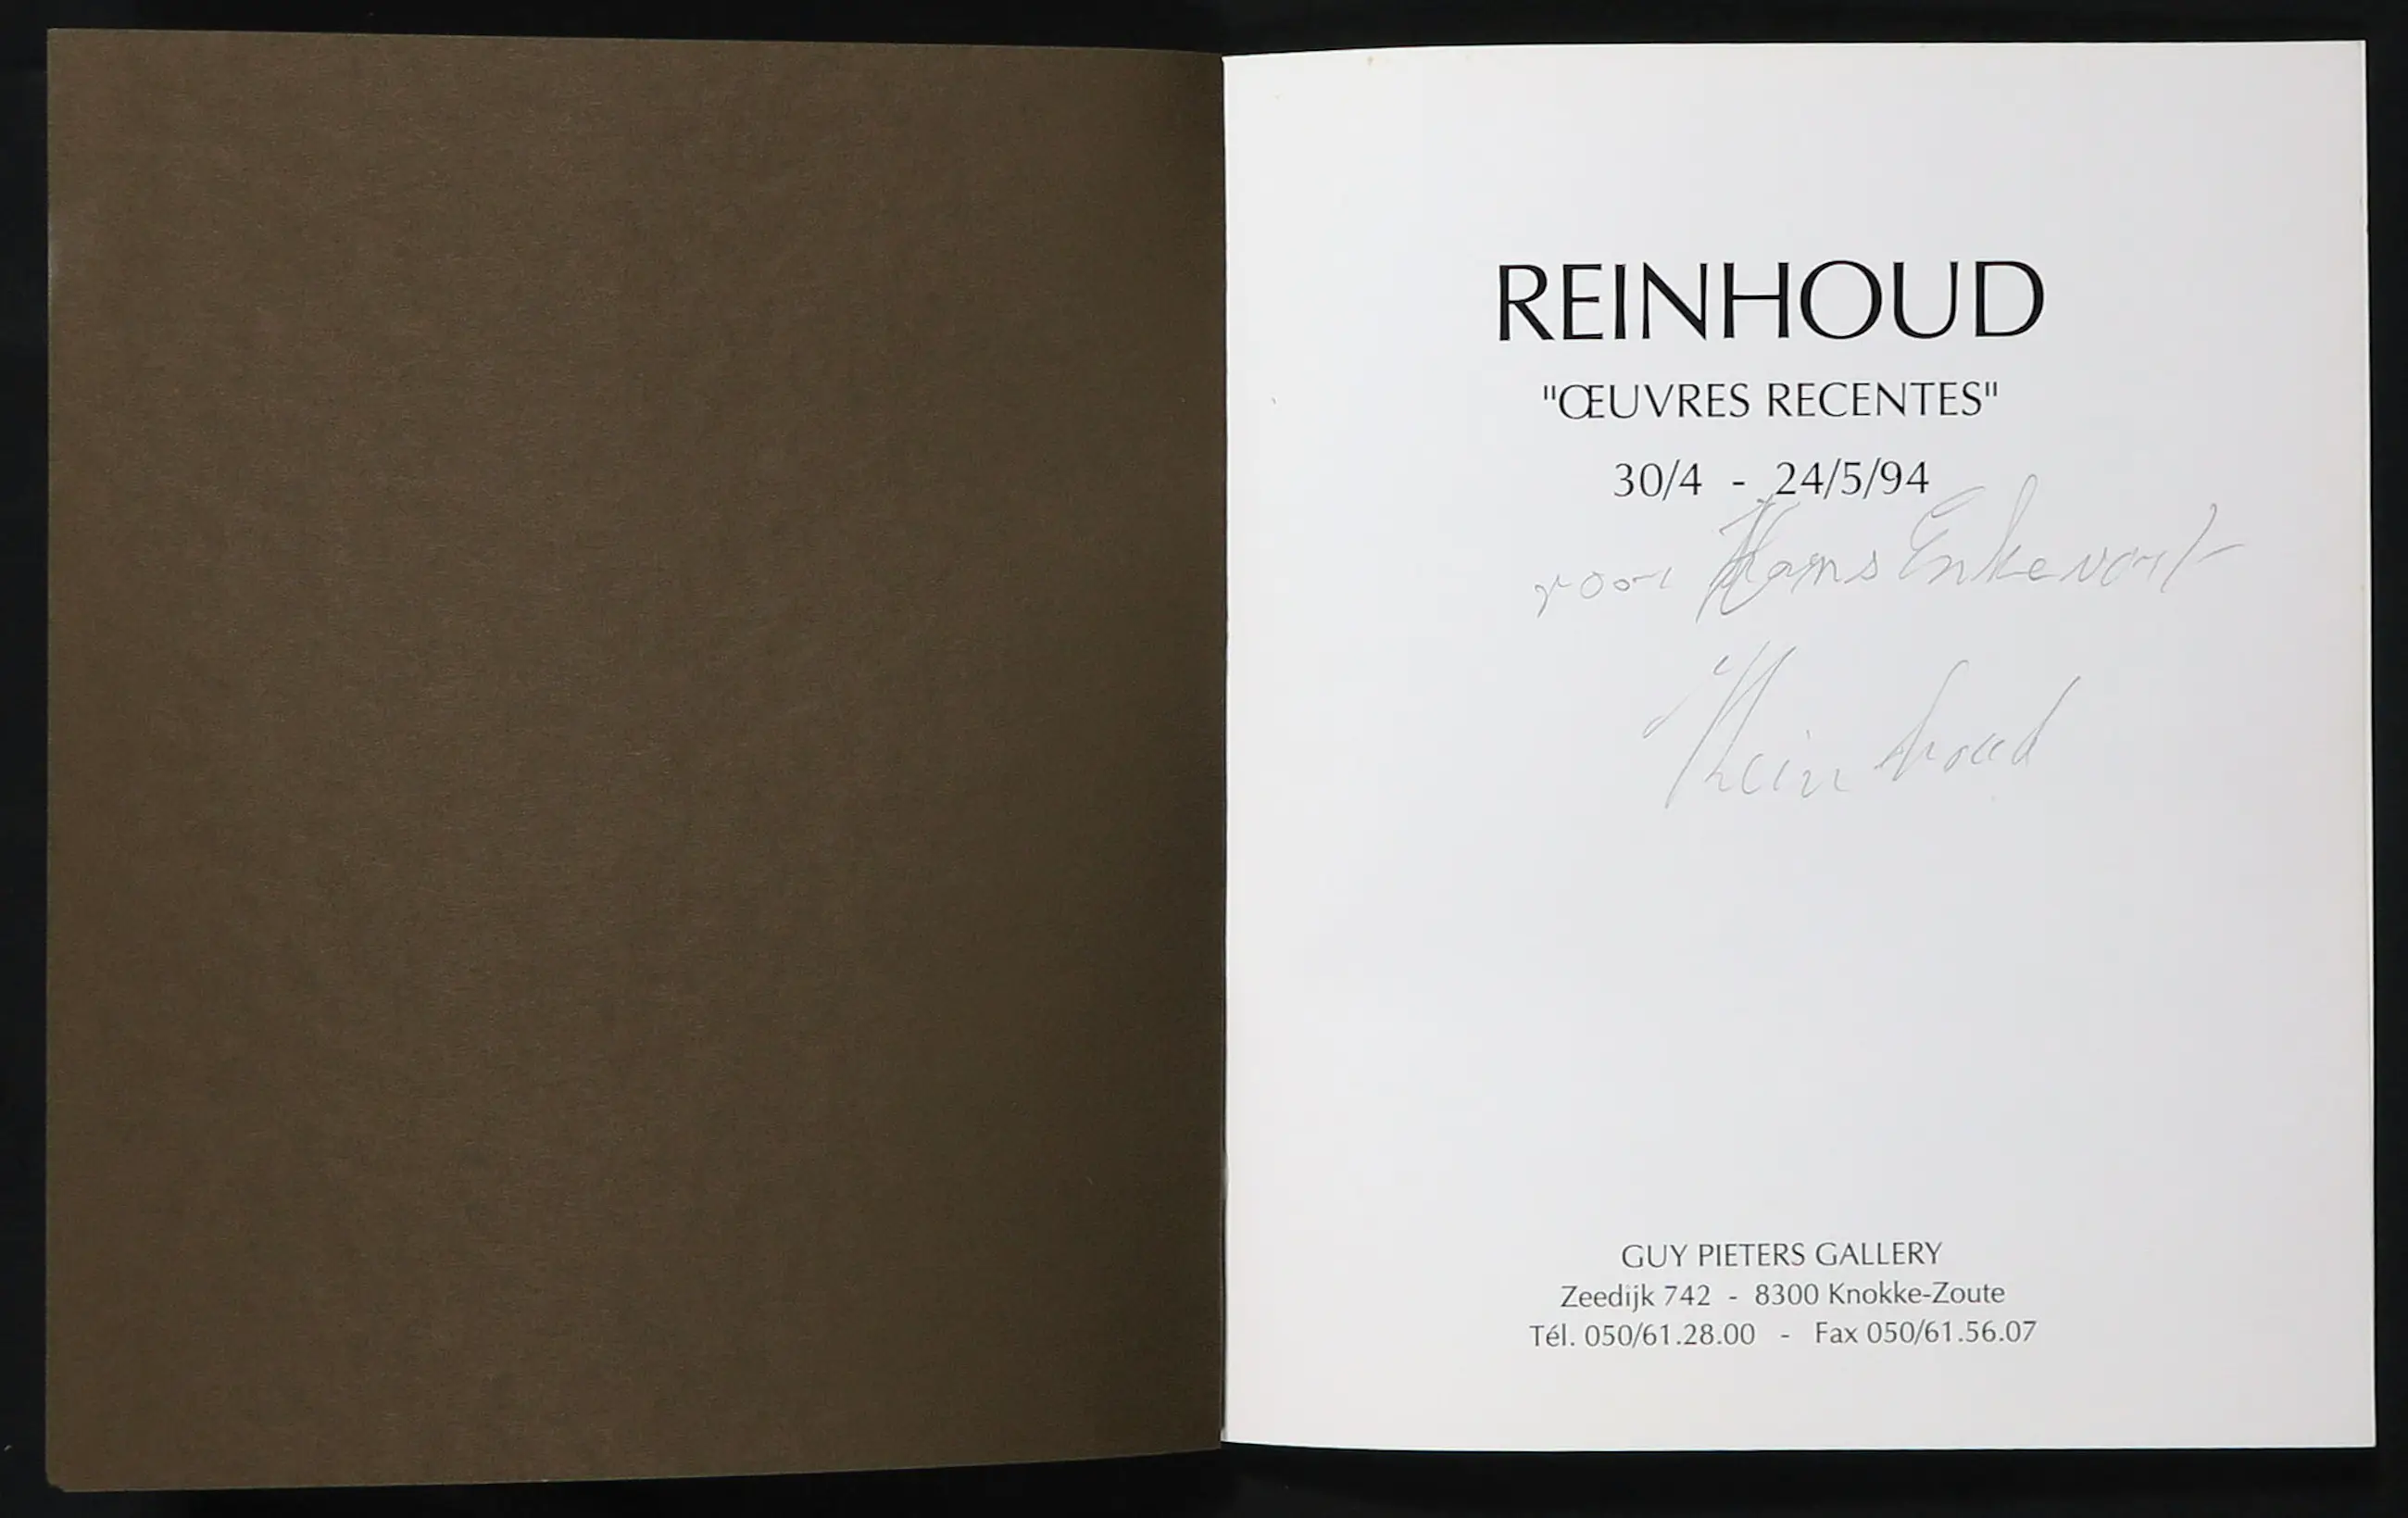 REINHOUD
"ŒUVRES RECENTES"
30/4 - 24/5/94
voor Hans Enkevort
Reinhoud
GUY PIETERS GALLERY
Zeedijk 742 - 8300 Knokke-Zoute
Tél. 050/61.28.00 - Fax 050/61.56.07